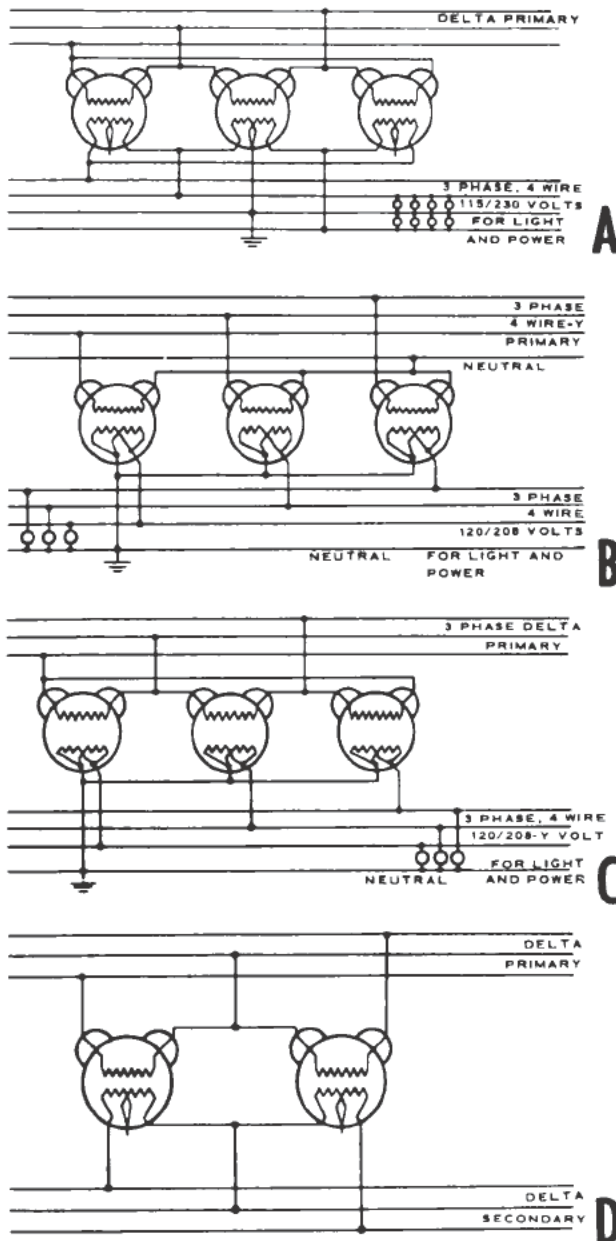 DELTA PRIMARY
3 PHASE, 4 WIRE
115/230 VOLTS
FOR LIGHT
AND POWER
A
3 PHASE
4 WIRE-Y
PRIMARY
NEUTRAL
3 PHASE
4 WIRE
120/208 VOLTS
NEUTRAL FOR LIGHT AND
POWER
B
3 PHASE DELTA
PRIMARY
3 PHASE, 4 WIRE
120/208-Y VOLT
FOR LIGHT
NEUTRAL AND POWER
C
DELTA
PRIMARY
DELTA
SECONDARY
D